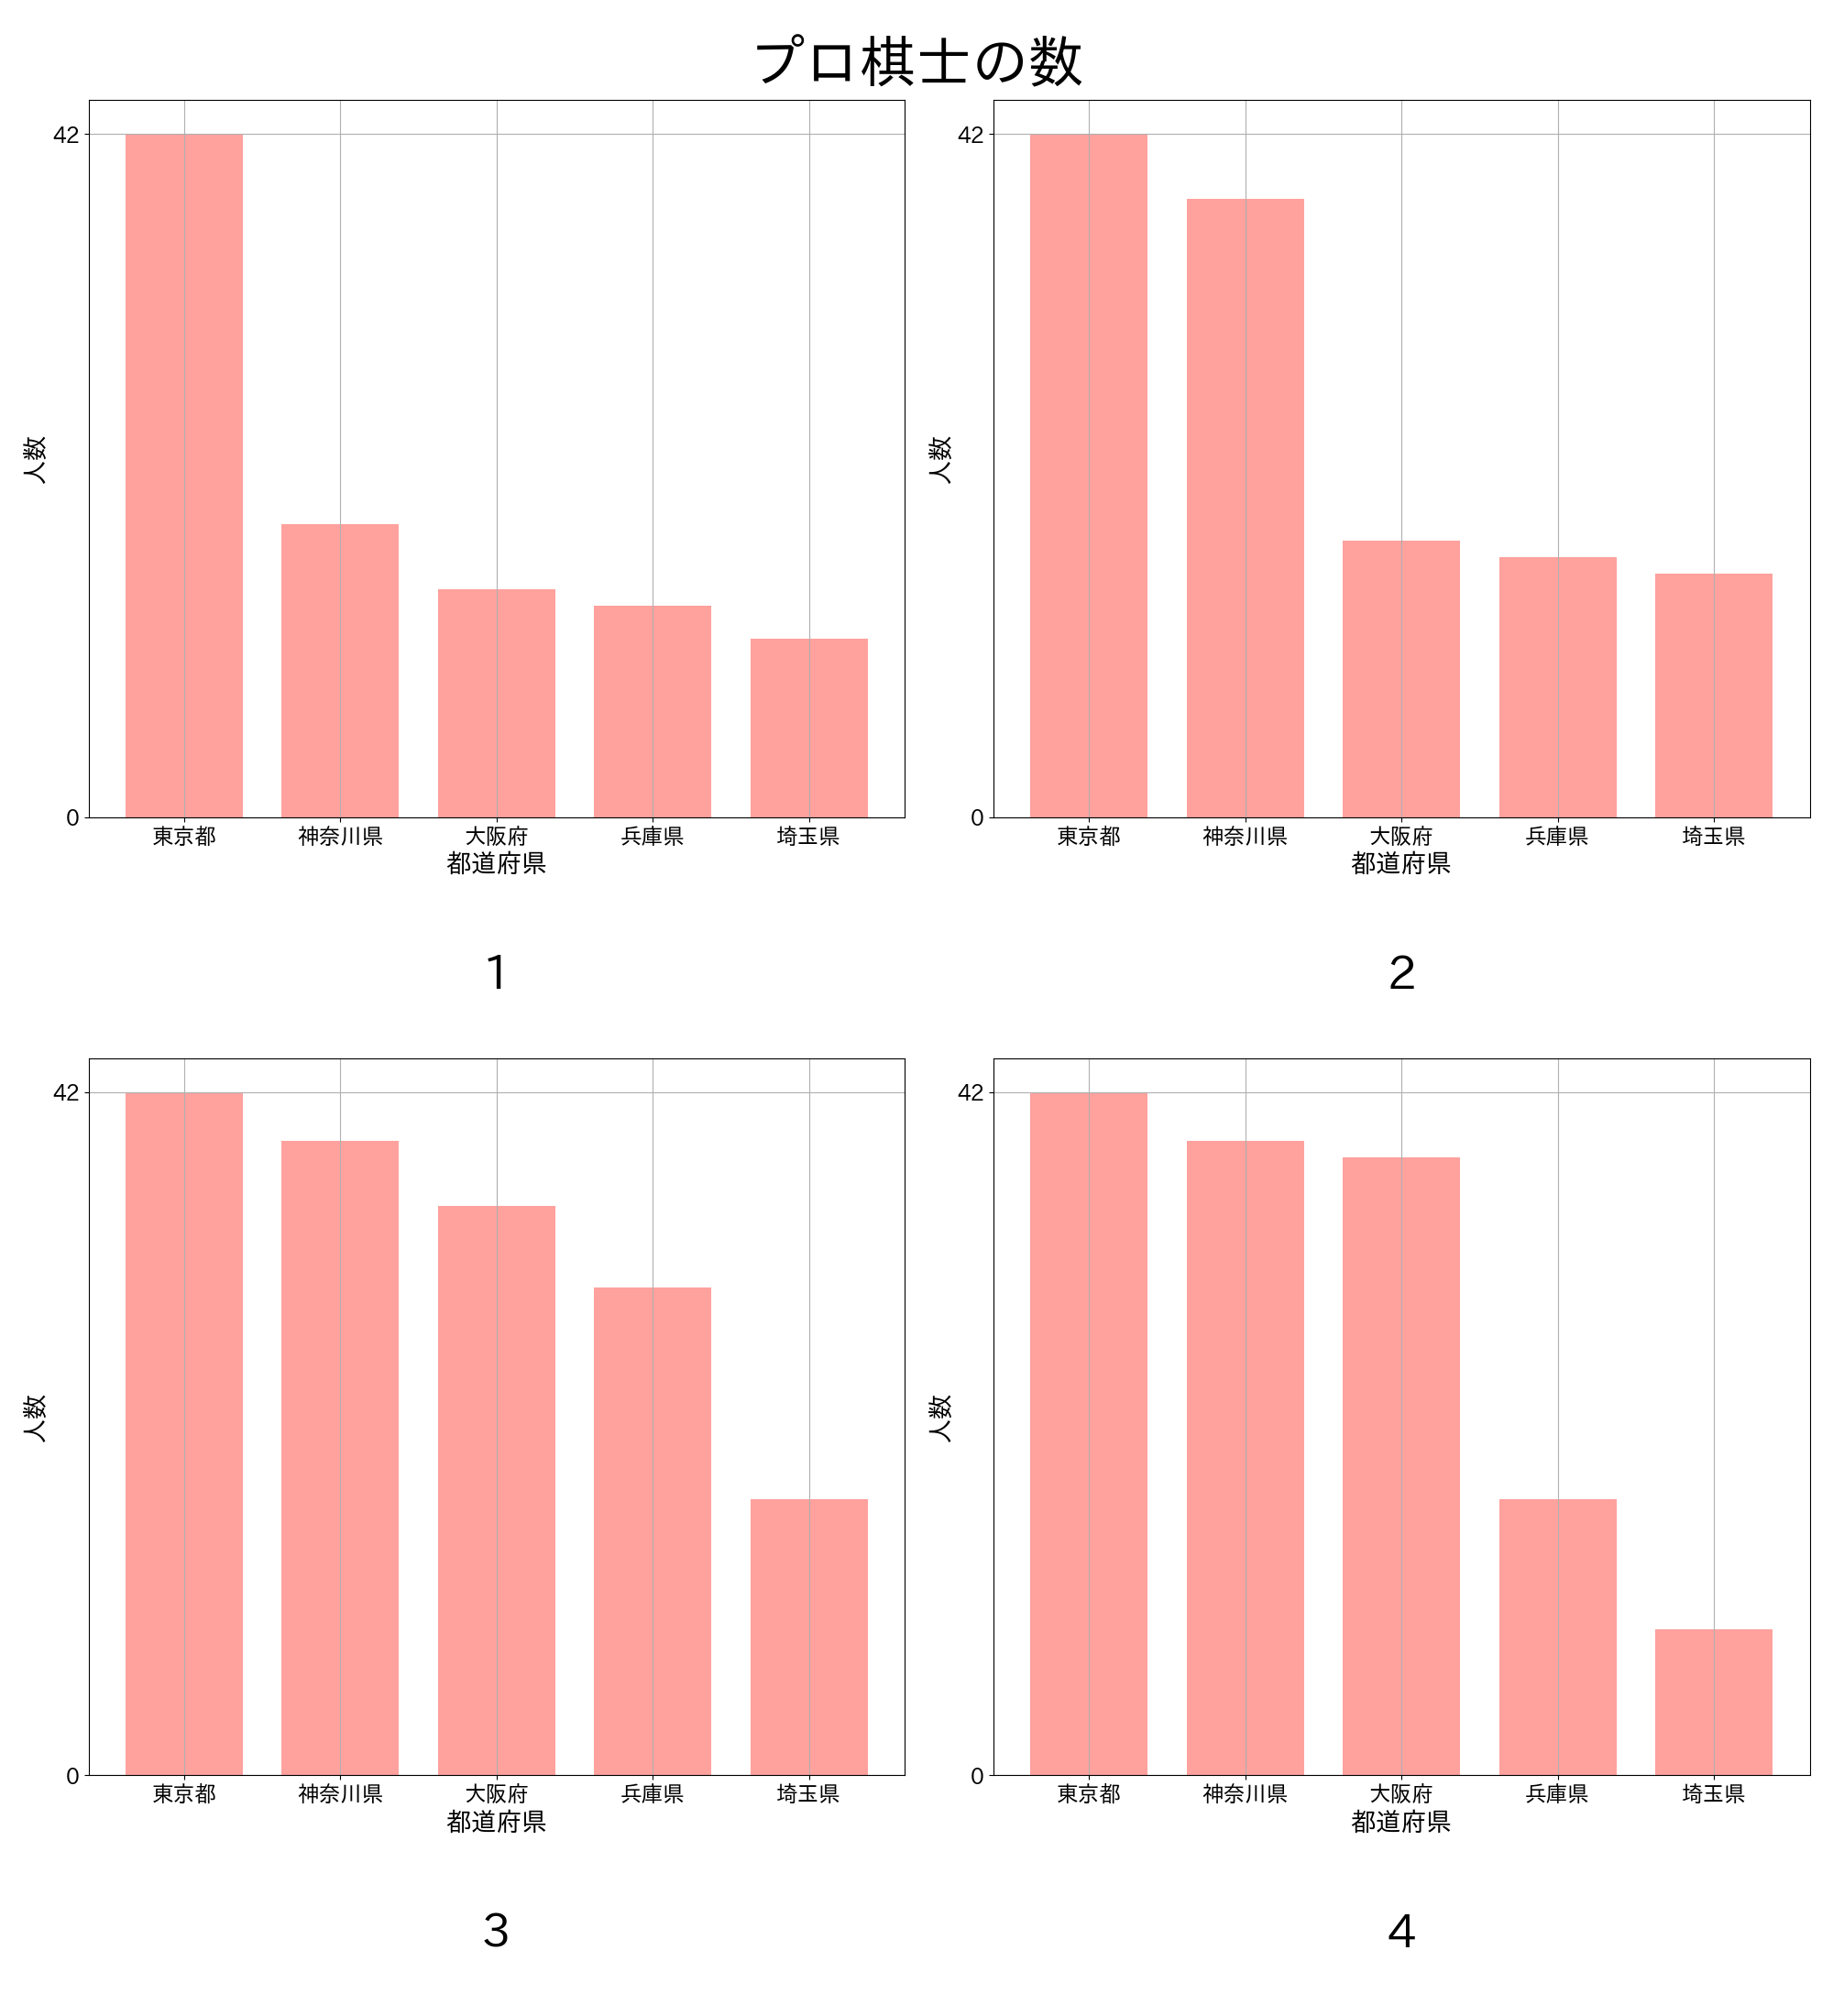 プロ棋士の数
42
0
人数
東京都 神奈川県 大阪府 兵庫県 埼玉県
都道府県
1
42
0
人数
東京都 神奈川県 大阪府 兵庫県 埼玉県
都道府県
2
42
0
人数
東京都 神奈川県 大阪府 兵庫県 埼玉県
都道府県
3
42
0
人数
東京都 神奈川県 大阪府 兵庫県 埼玉県
都道府県
4